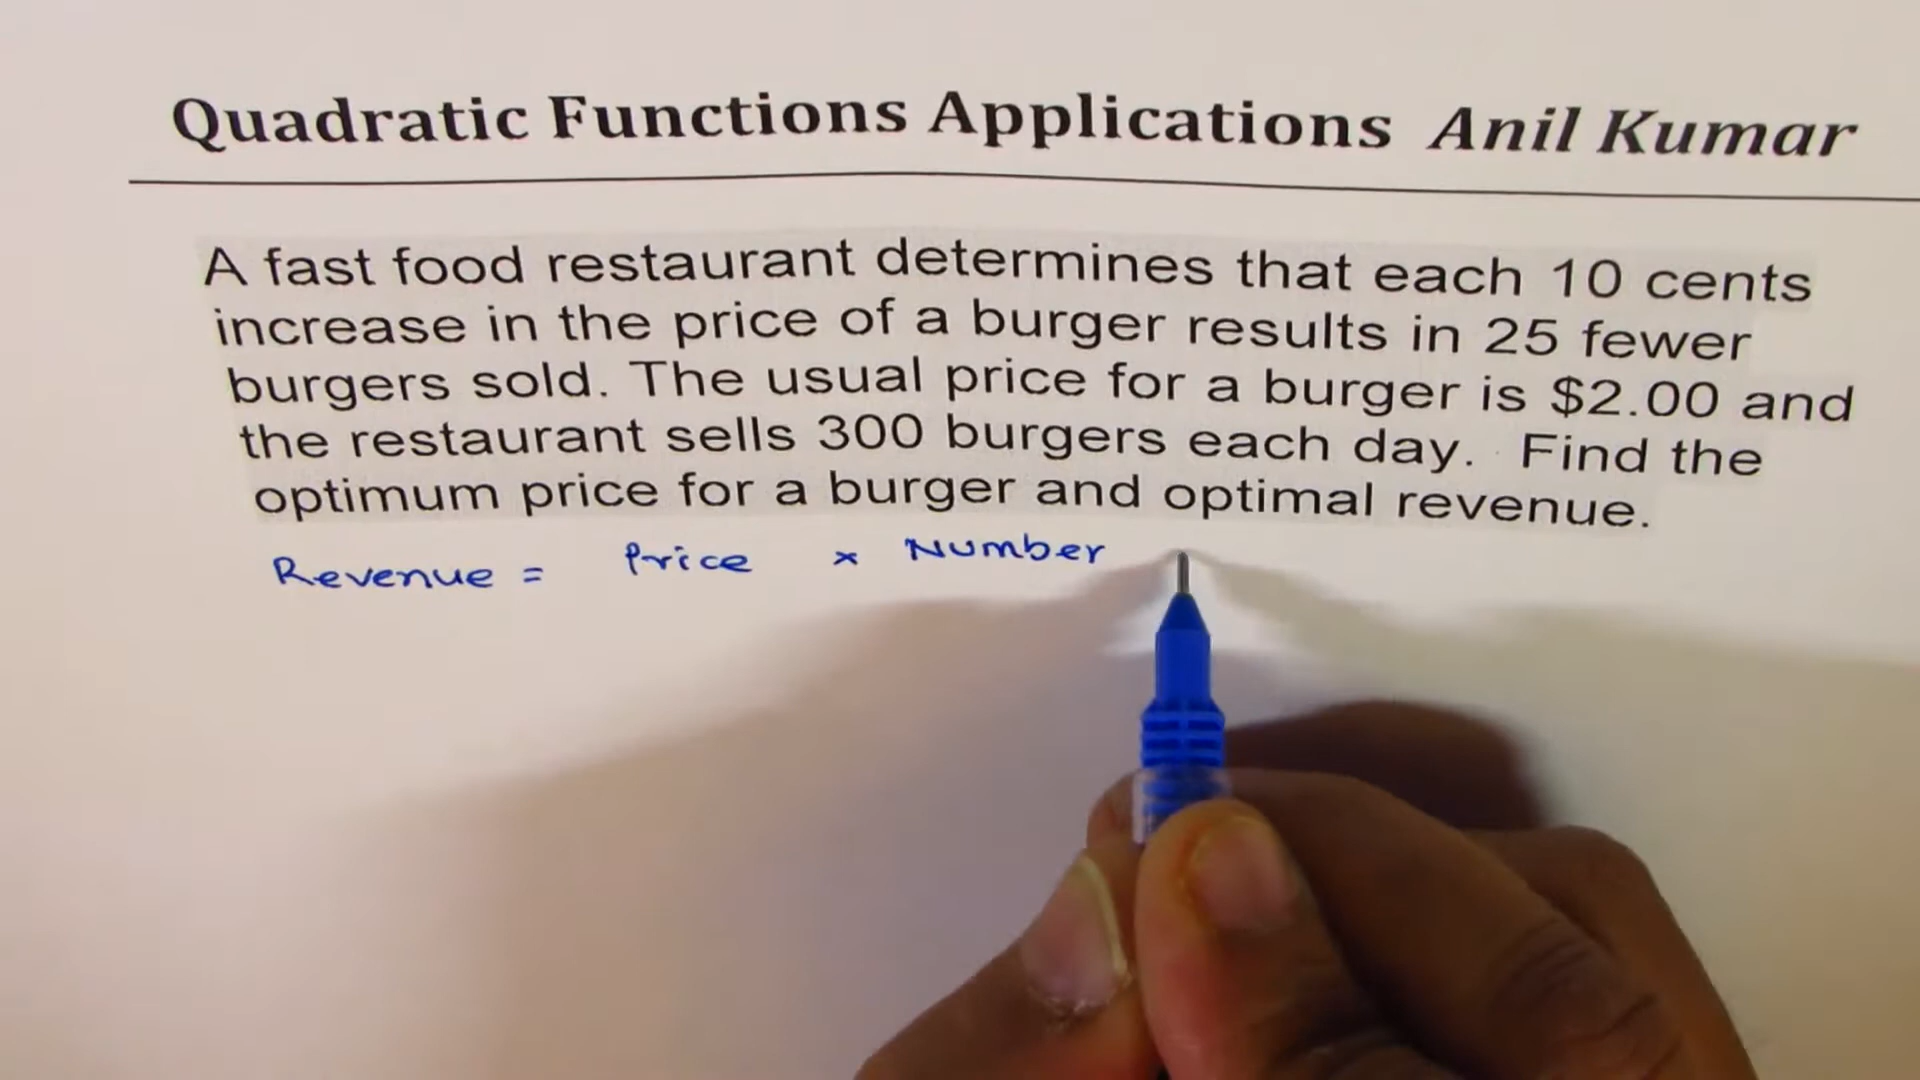 Quadratic Functions Applications Anil Kumar
A fast food restaurant determines that each 10 cents
increase in the price of a burger results in 25 fewer
burgers sold. The usual price for a burger is $2.00 and
the restaurant sells 300 burgers each day. Find the
optimum price for a burger and optimal revenue.
Revenue = Price × Number